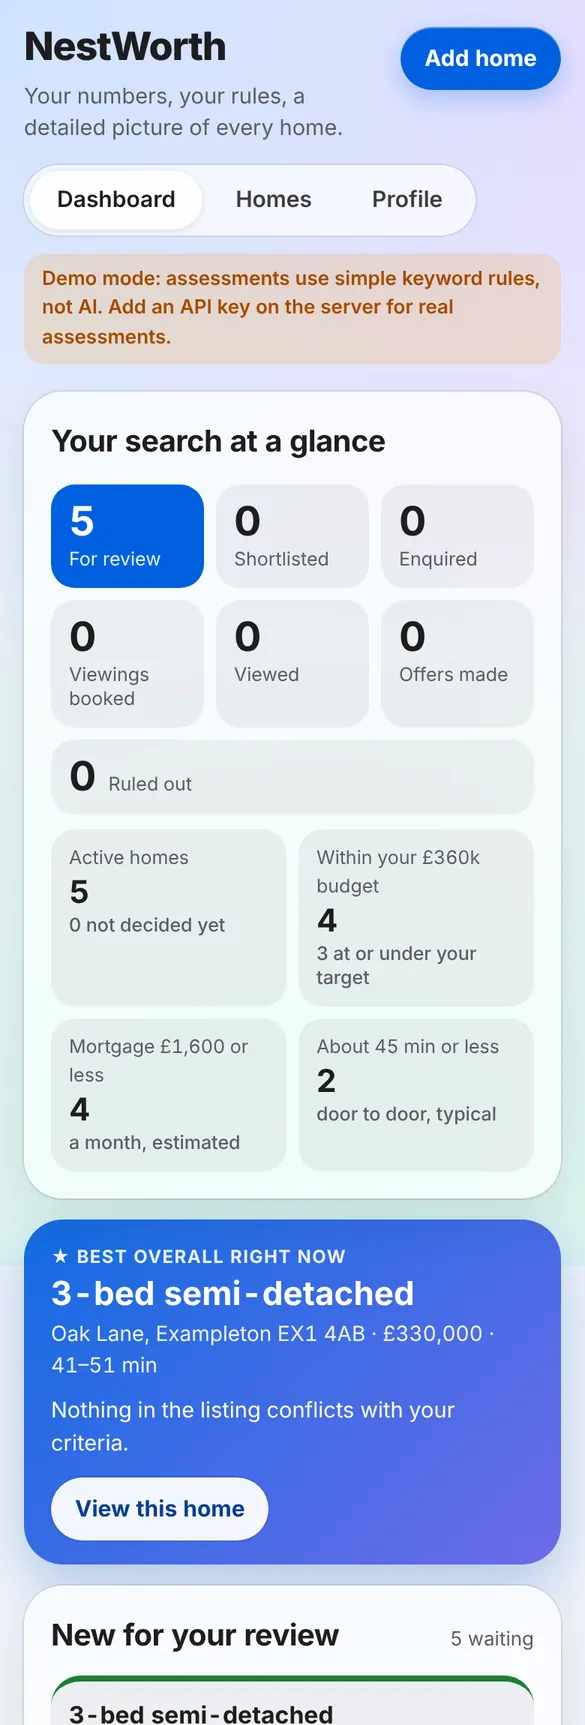 NestWorth
Add home
Your numbers, your rules, a
detailed picture of every home.
Dashboard
Homes
Profile
Demo mode: assessments use simple keyword rules,
not AI. Add an API key on the server for real
assessments.
Your search at a glance
5
For review
0
Shortlisted
0
Enquired
0
Viewings
booked
0
Viewed
0
Offers made
0 Ruled out
Active homes
5
0 not decided yet
Within your £360k
budget
4
3 at or under your
target
Mortgage £1,600 or
less
4
a month, estimated
About 45 min or less
2
door to door, typical
★ BEST OVERALL RIGHT NOW
3-bed semi-detached
Oak Lane, Exampleton EX1 4AB · £330,000 ·
41–51 min
Nothing in the listing conflicts with your
criteria.
View this home
New for your review
5 waiting
3-bed semi-detached